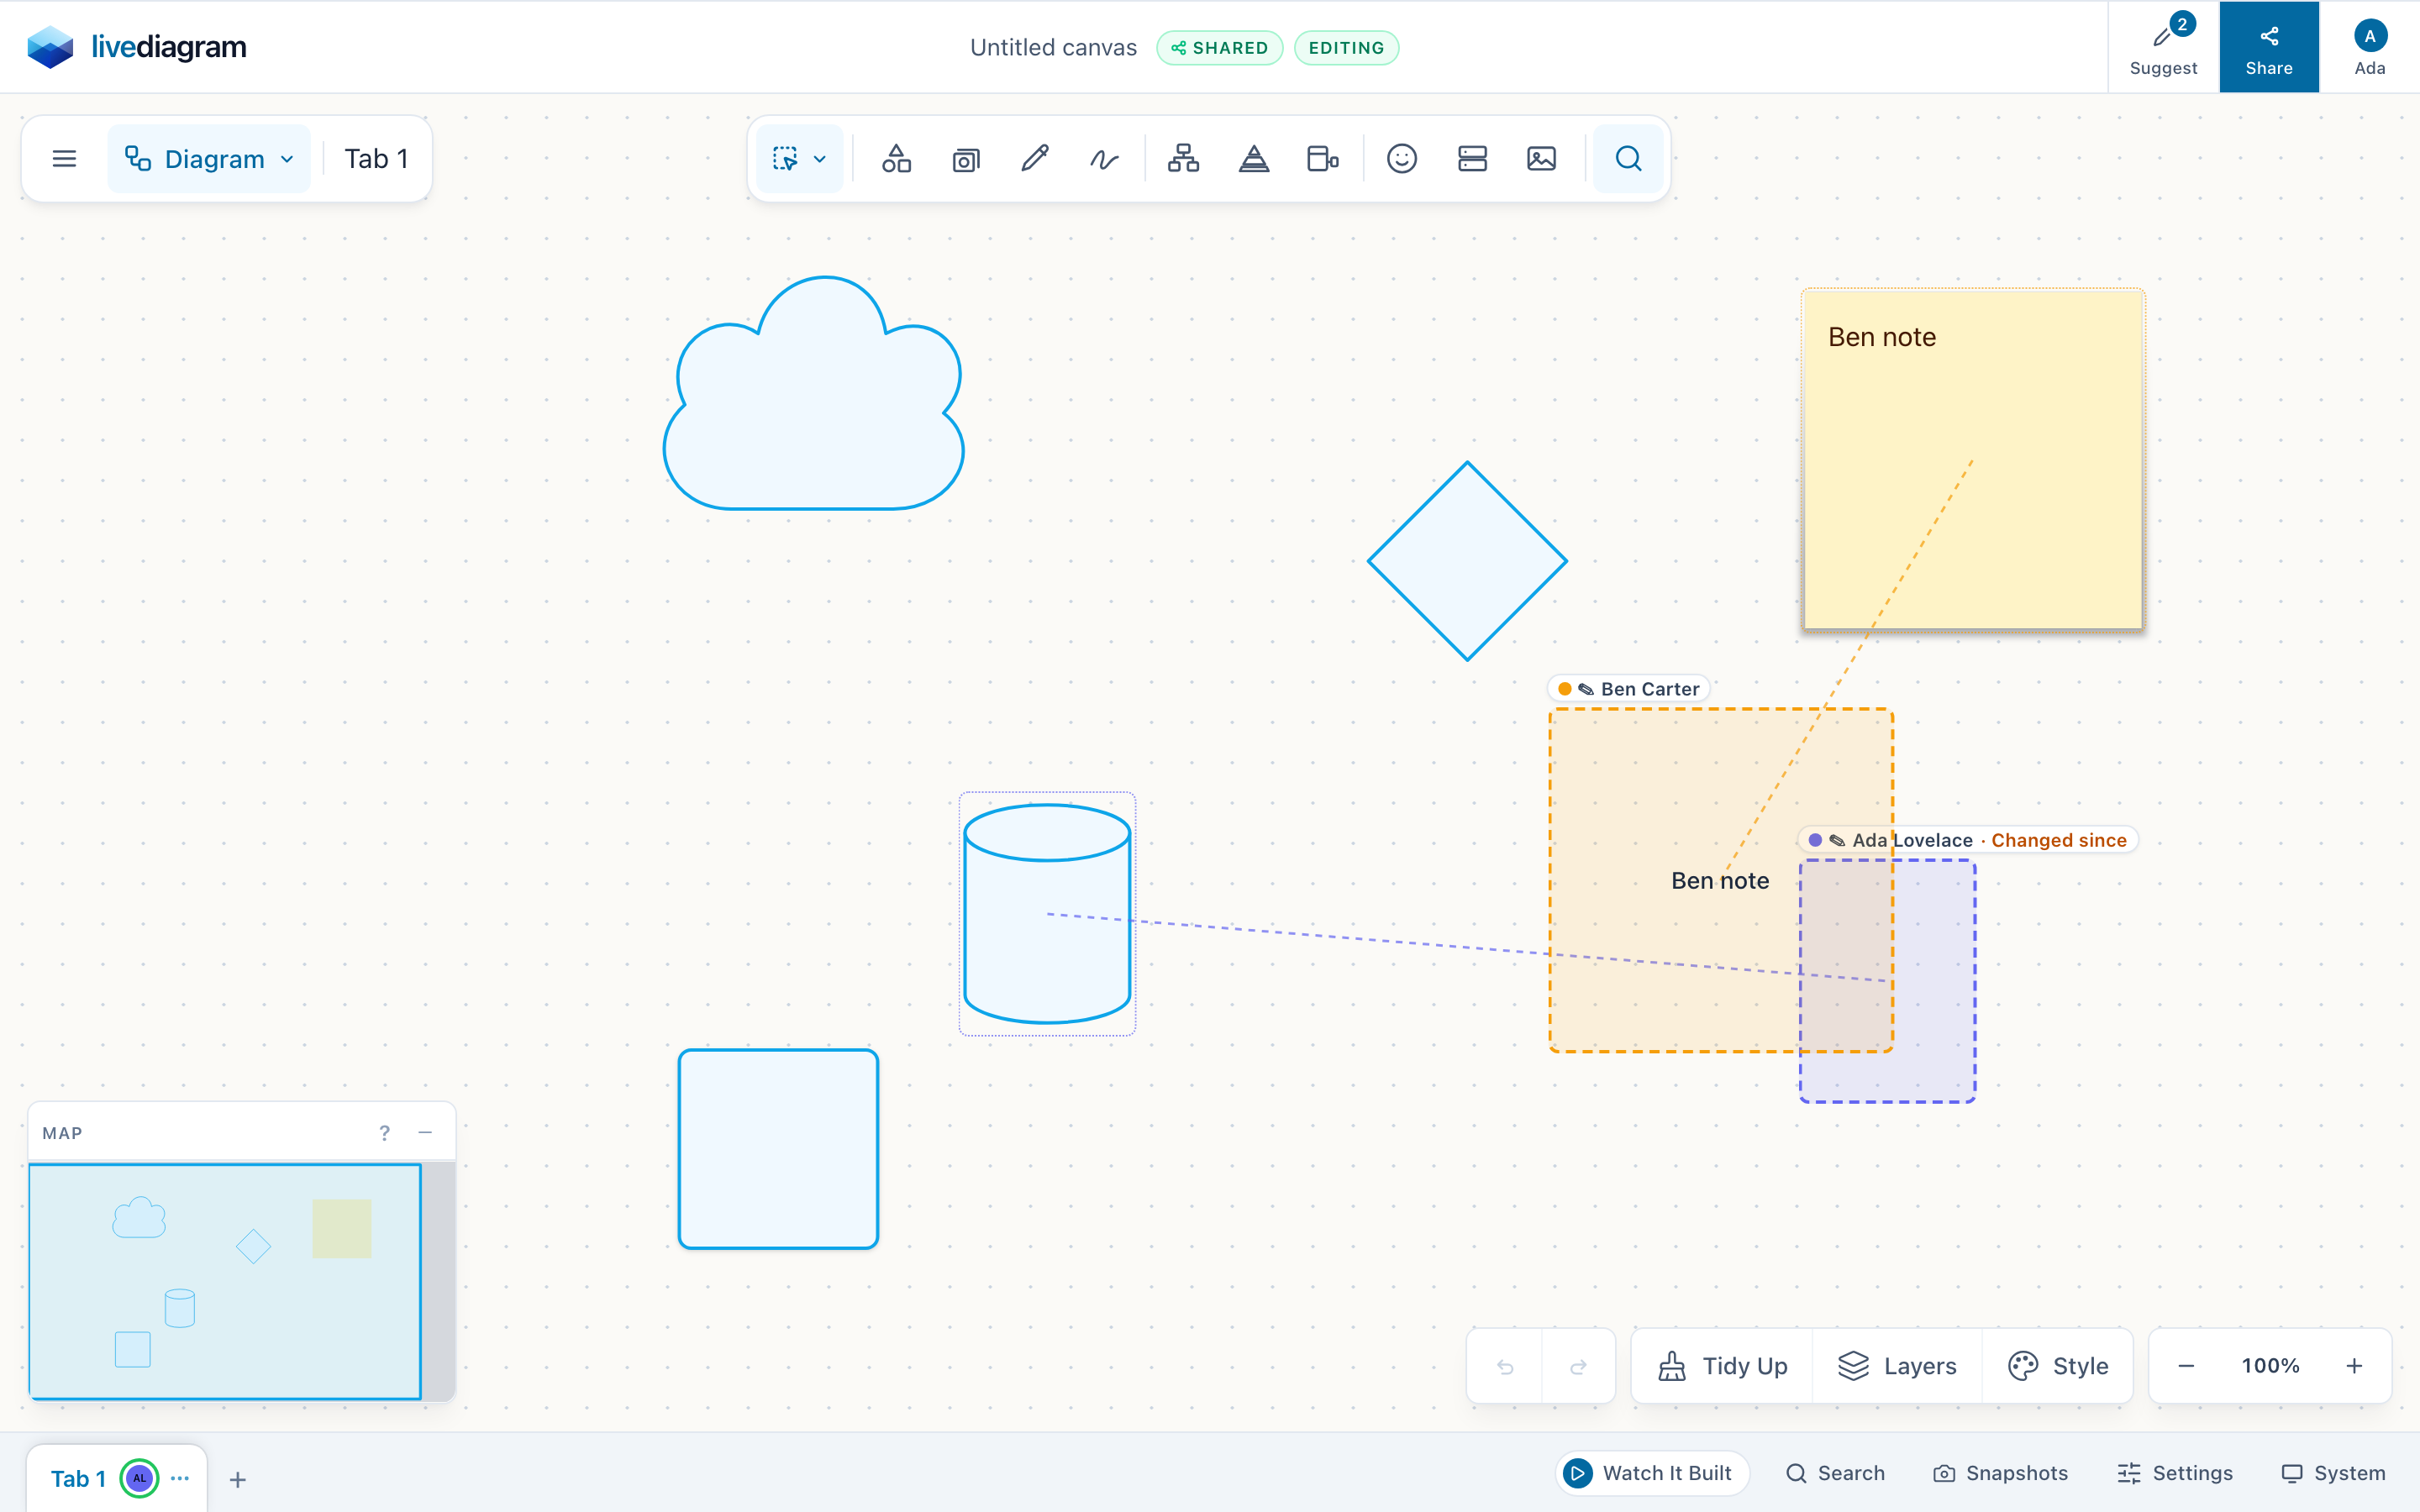 livediagram
Untitled canvas
SHARED
EDITING
2
Suggest
Share
A
Ada
Diagram
Tab 1
Ben note
Ben Carter
Ada Lovelace · Changed since
Ben note
MAP
?
Tidy Up
Layers
Style
100%
Tab 1
AL
Watch It Built
Search
Snapshots
Settings
System